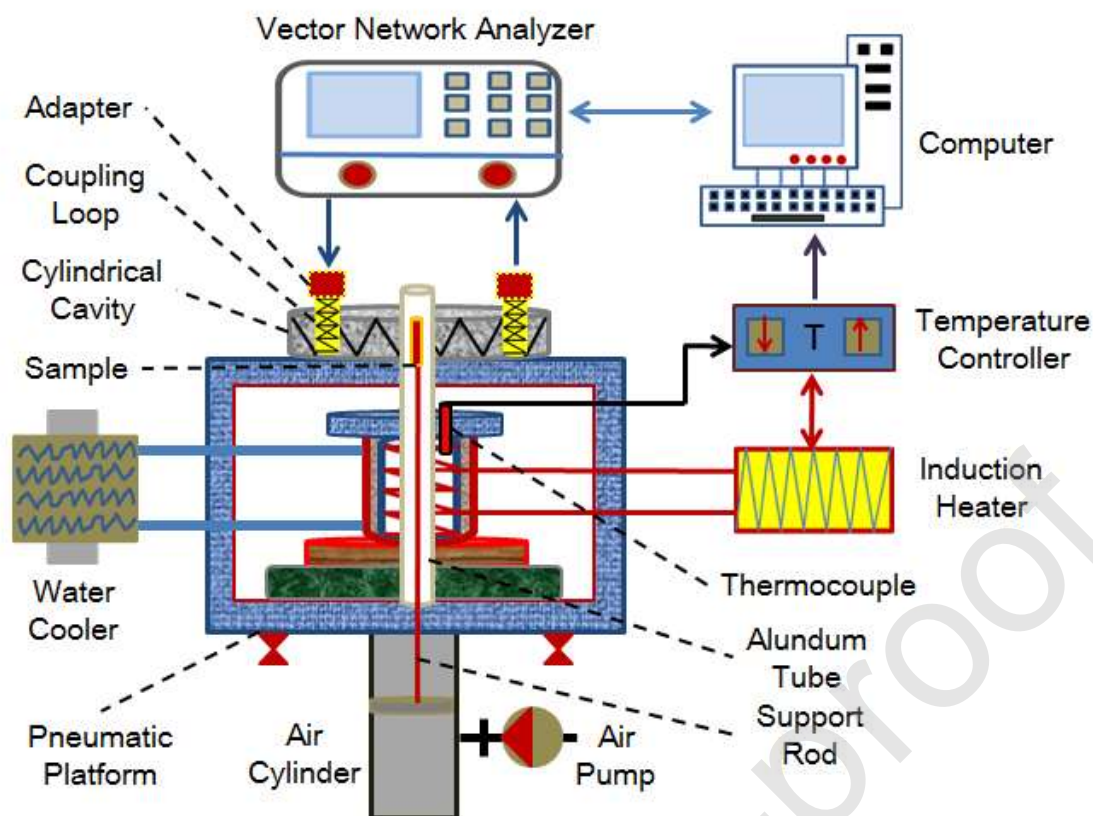 Vector Network Analyzer
Adapter
Coupling
Loop
Cylindrical
Cavity
Sample
Computer
T
Temperature
Controller
Induction
Heater
Water
Cooler
Thermocouple
Alundum
Tube
Support
Rod
Pneumatic
Platform
Air
Cylinder
Air
Pump
proof